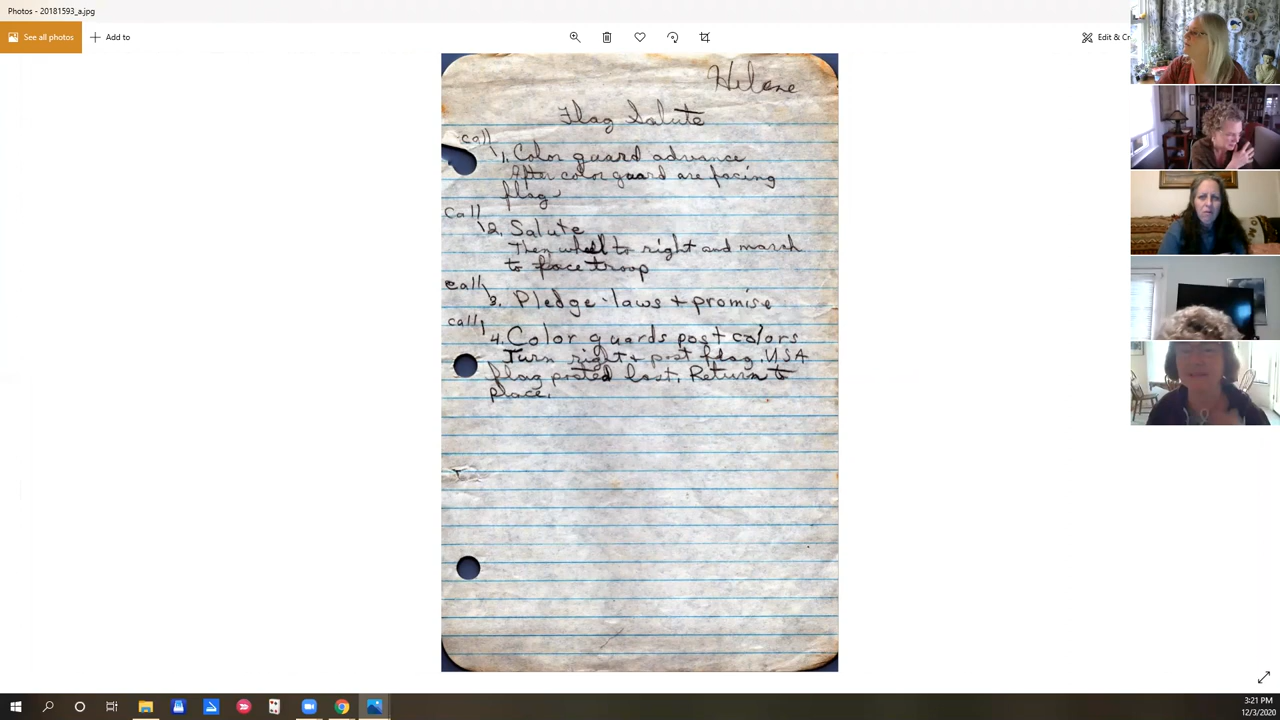 Photos - 20181593_a.jpg
See all photos
Add to
Edit & Cr
Helene
Flag Salute
call
1. Color guard advance
After color guard are facing
flag
call
2. Salute
Then wheel to right and march
to face troop
call
3. Pledge - laws + promise
call
4. Color guards post colors
Turn right + post flag. USA
flag posted last. Return to
place.
3:21 PM
12/3/2020